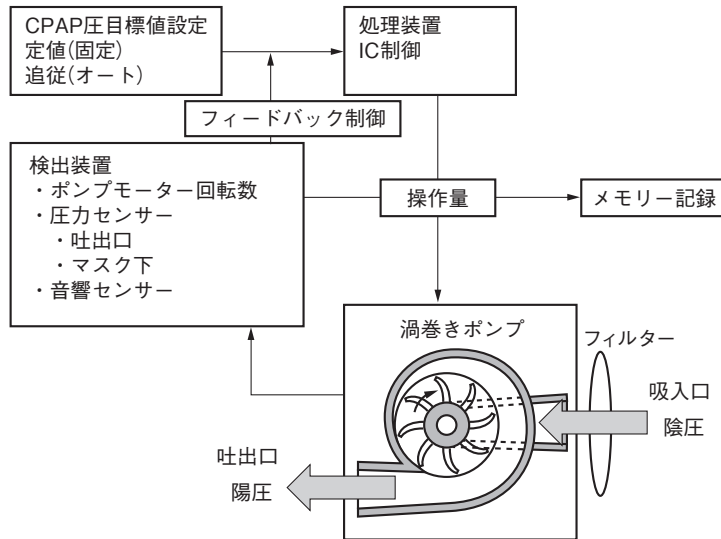 CPAP圧目標値設定
定値(固定)
追従(オート)
処理装置
IC制御
フィードバック制御
検出装置
・ポンプモーター回転数
・圧力センサー
・吐出口
・マスク下
・音響センサー
操作量
メモリー記録
渦巻きポンプ
フィルター
吸入口
陰圧
吐出口
陽圧